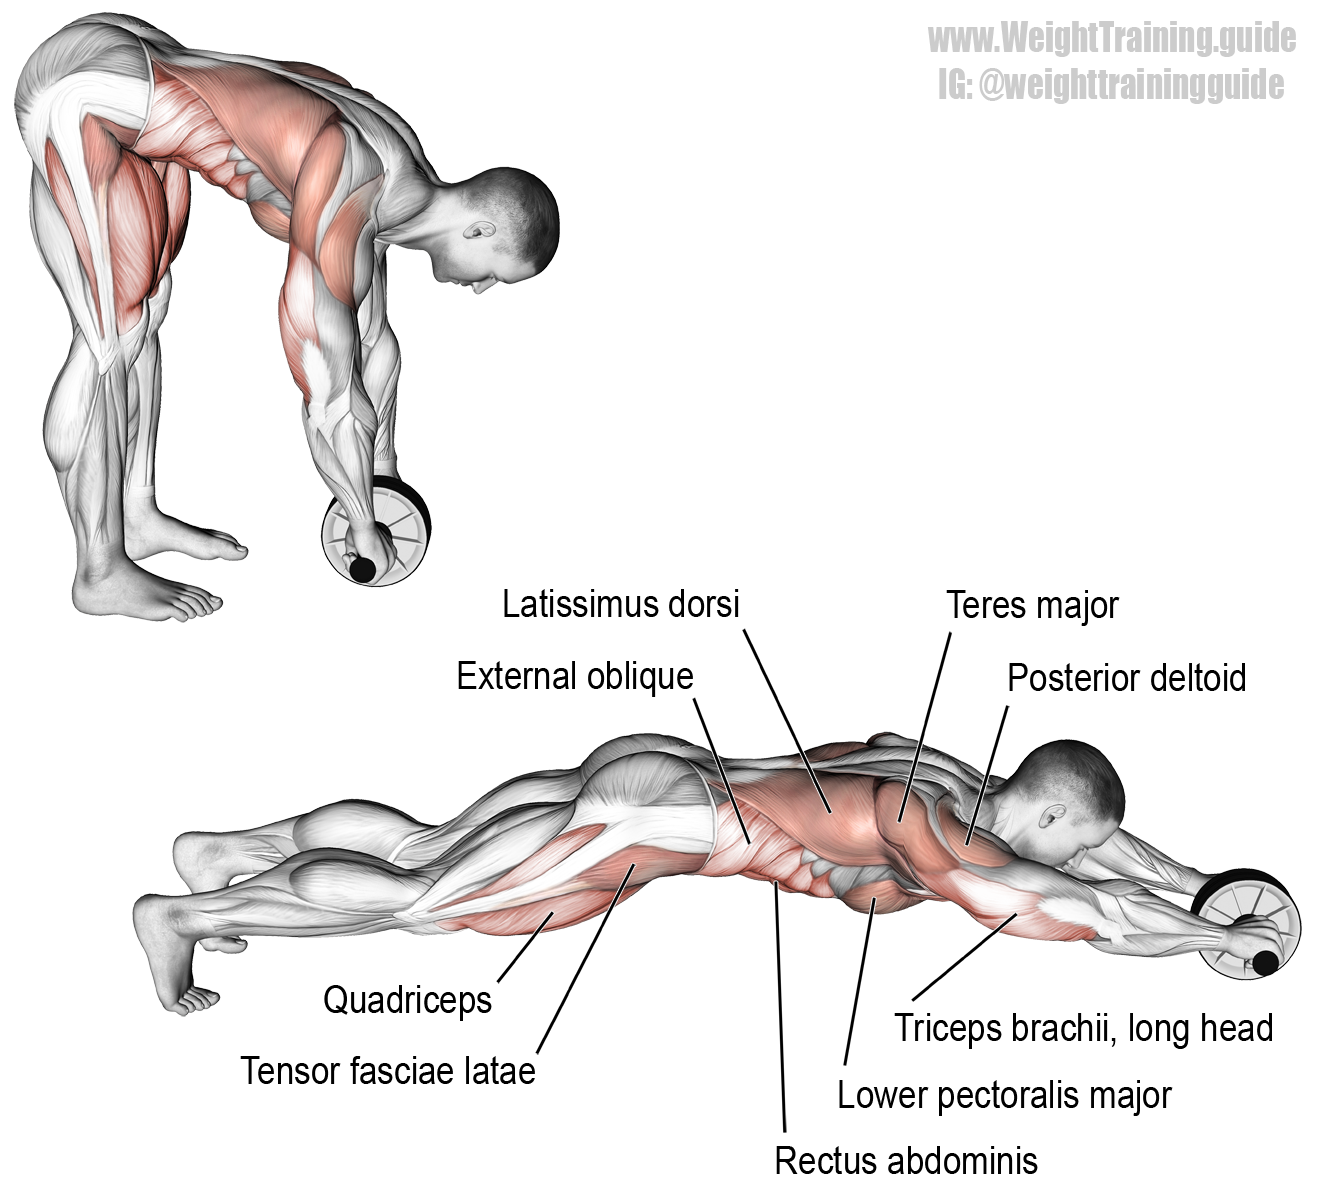 www.WeightTraining.guide
IG: @weighttrainingguide
Latissimus dorsi
Teres major
External oblique
Posterior deltoid
Quadriceps
Triceps brachii, long head
Tensor fasciae latae
Lower pectoralis major
Rectus abdominis